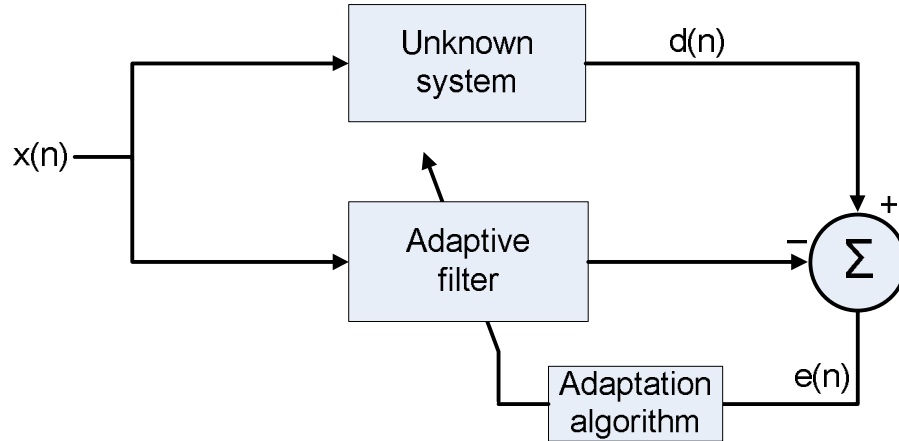 Unknown
system
d(n)
x(n)
+
Adaptive
filter
−
Σ
Adaptation
algorithm
e(n)